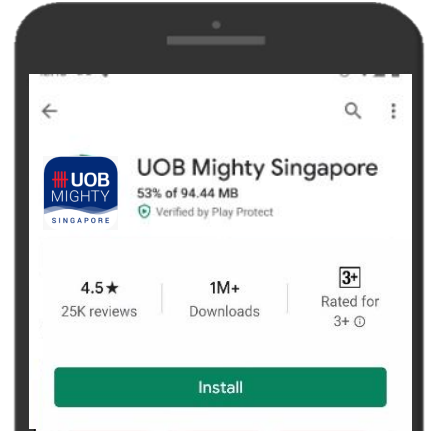 UOB Mighty Singapore
UOB
MIGHTY
SINGAPORE
53% of 94.44 MB
Verified by Play Protect
4.5★
25K reviews
1M+
Downloads
3+
Rated for
3+
Install